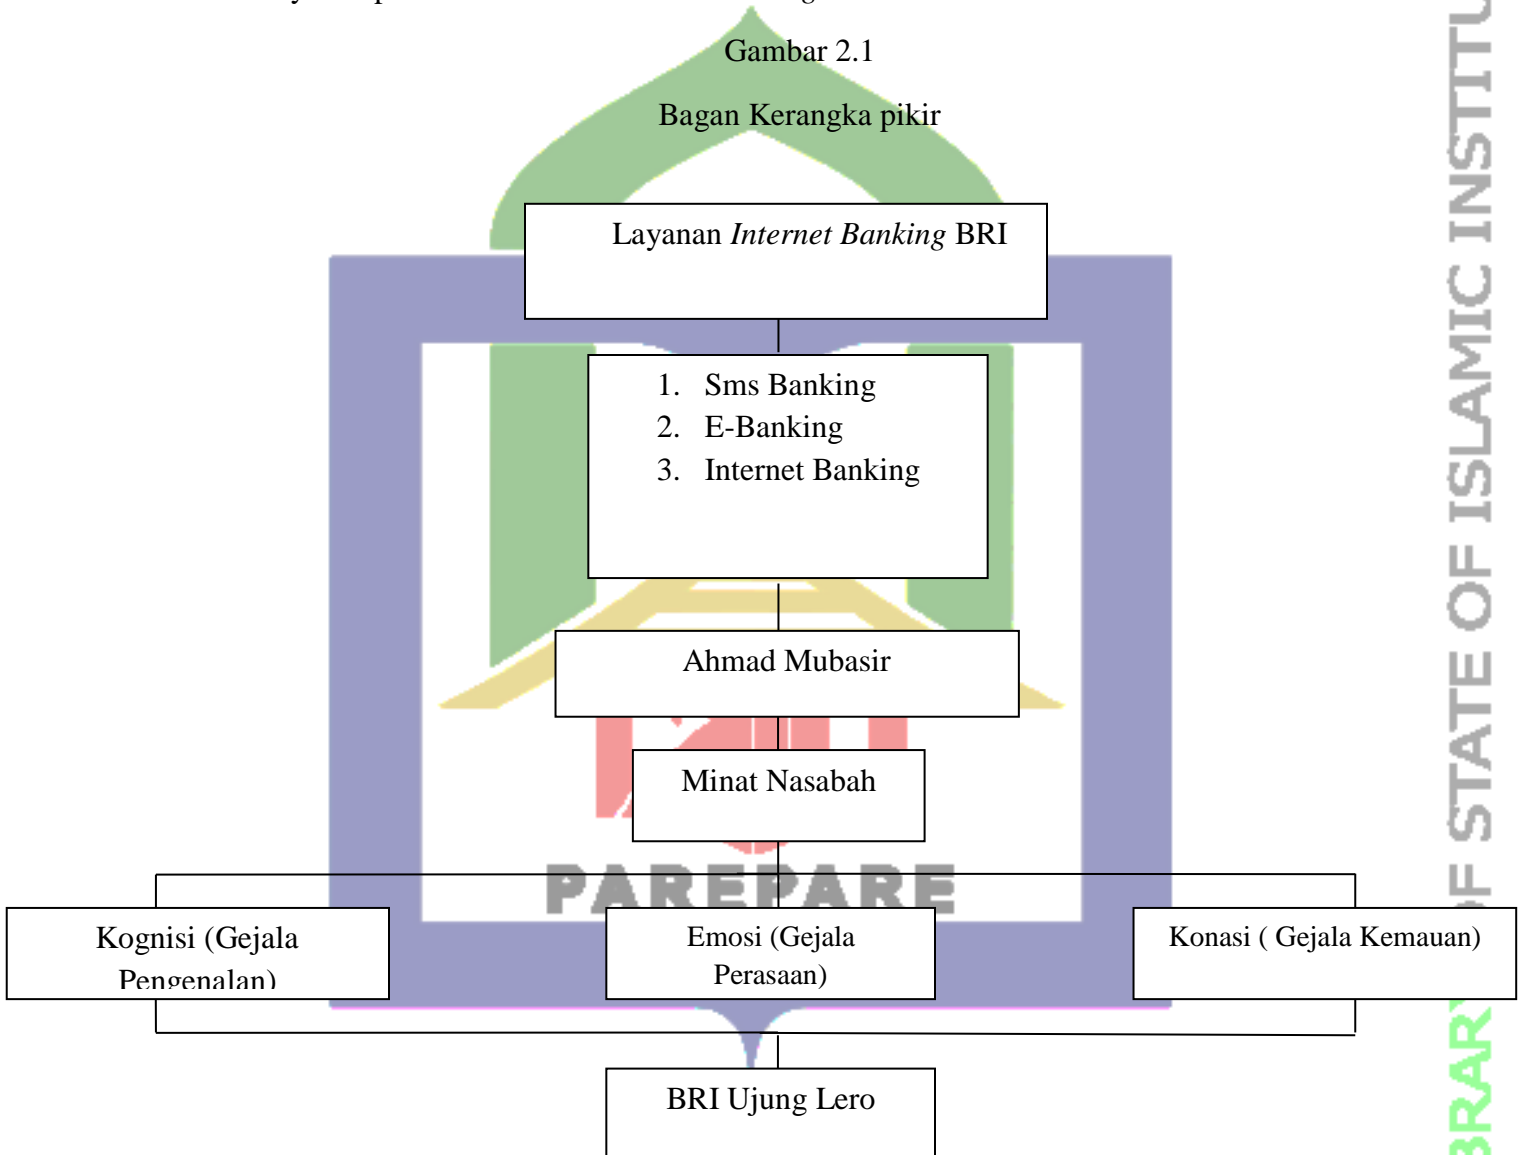 Gambar 2.1
Bagan Kerangka pikir
Layanan Internet Banking BRI
1. Sms Banking
2. E-Banking
3. Internet Banking
Ahmad Mubasir
Minat Nasabah
PAREPARE
Kognisi (Gejala
Pengenalan)
Emosi (Gejala
Perasaan)
Konasi ( Gejala Kemauan)
BRI Ujung Lero
OF STATE OF ISLAMIC